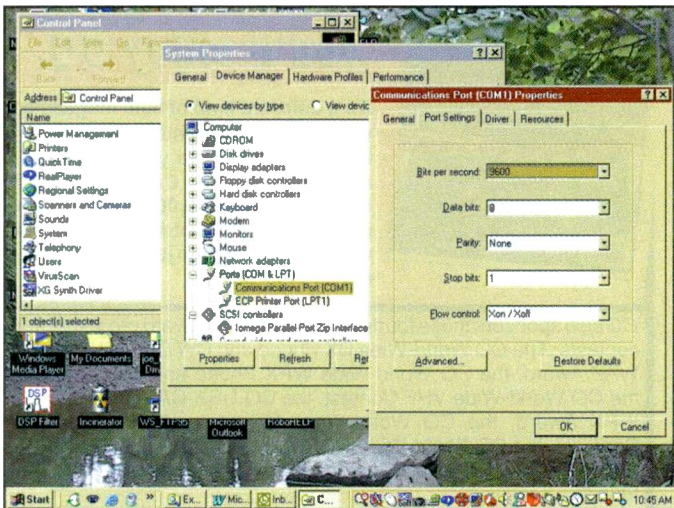 Control Panel
File Edit View Go
Back Forward
Address Control Panel
Name
Power Management
Printers
QuickTime
RealPlayer
Regional Settings
Scanners and Cameras
Sounds
System
Telephony
Users
VirusScan
XG Synth Driver
1 object(s) selected
System Properties
General Device Manager Hardware Profiles Performance
View devices by type View devic
Computer
CDROM
Disk drives
Display adapters
Floppy disk controllers
Hard disk controllers
Keyboard
Modem
Monitors
Mouse
Network adapters
Ports (COM & LPT)
Communications Port (COM1)
ECP Printer Port (LPT1)
SCSI controllers
Iomega Parallel Port Zip Interface
Properties Refresh
Communications Port (COM1) Properties
General Port Settings Driver Resources
Bits per second: 9600
Data bits: 8
Parity: None
Stop bits: 1
Flow control: Xon / Xoff
Advanced... Restore Defaults
OK Cancel
Windows Media Player
My Documents
DSP
DSP Filter
Incinerator
WS_FTP95
Microsoft Outlook
RoboHELP
Start Ex... Mic... Inb... C... 10:45 AM